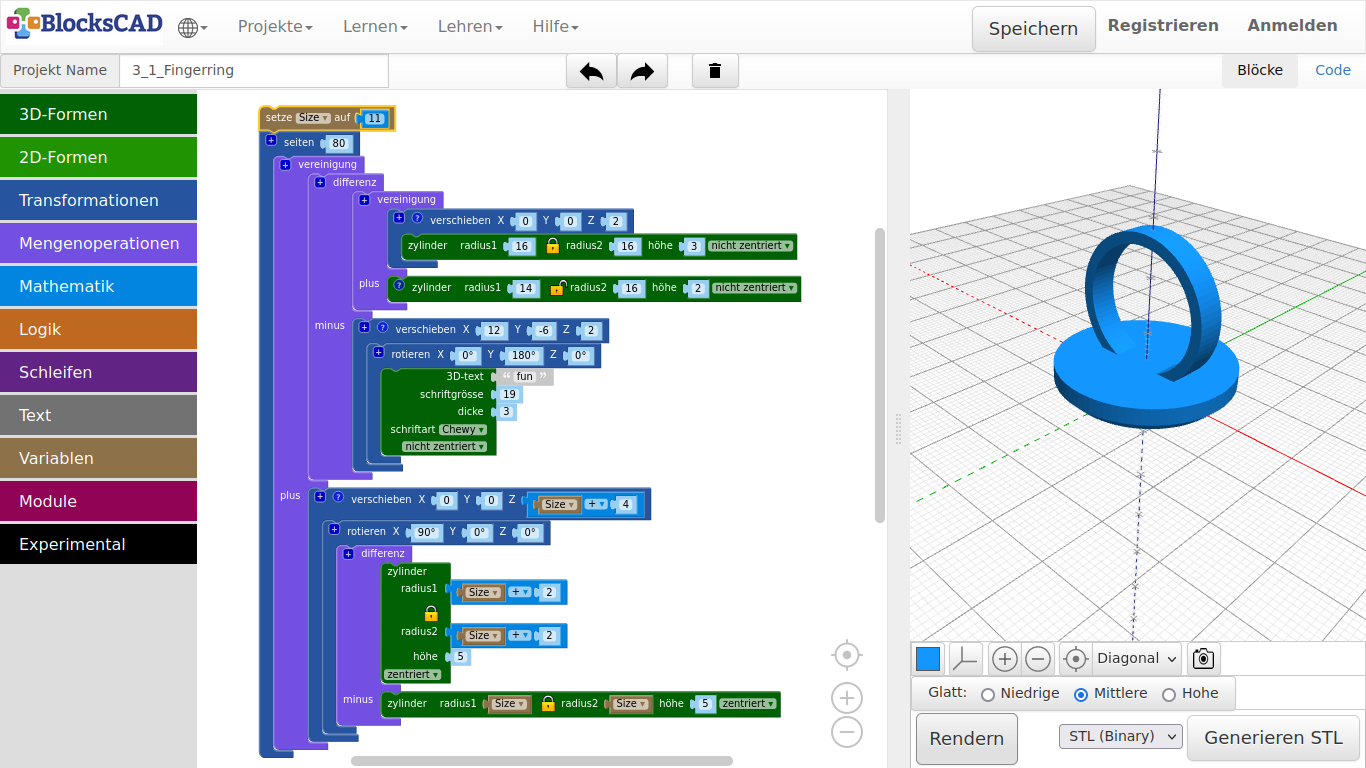 BlocksCAD Projekte Lernen Lehren Hilfe Speichern Registrieren Anmelden
Projekt Name 3_1_Fingerring Blöcke Code
3D-Formen
2D-Formen
Transformationen
Mengenoperationen
Mathematik
Logik
Schleifen
Text
Variablen
Module
Experimental
setze Size auf 11
+ seiten 80
+ vereinigung
+ differenz
+ vereinigung
+ ? verschieben X 0 Y 0 Z 2
zylinder radius1 16 radius2 16 höhe 3 nicht zentriert
plus ? zylinder radius1 14 radius2 16 höhe 2 nicht zentriert
minus + ? verschieben X 12 Y -6 Z 2
+ rotieren X 0° Y 180° Z 0°
3D-text “ fun ”
schriftgrösse 19
dicke 3
schriftart Chewy
nicht zentriert
plus + ? verschieben X 0 Y 0 Z Size + 4
+ rotieren X 90° Y 0° Z 0°
+ differenz
zylinder
radius1 Size + 2
radius2 Size + 2
höhe 5
zentriert
minus zylinder radius1 Size radius2 Size höhe 5 zentriert
Diagonal
Glatt: Niedrige Mittlere Hohe
Rendern STL (Binary) Generieren STL